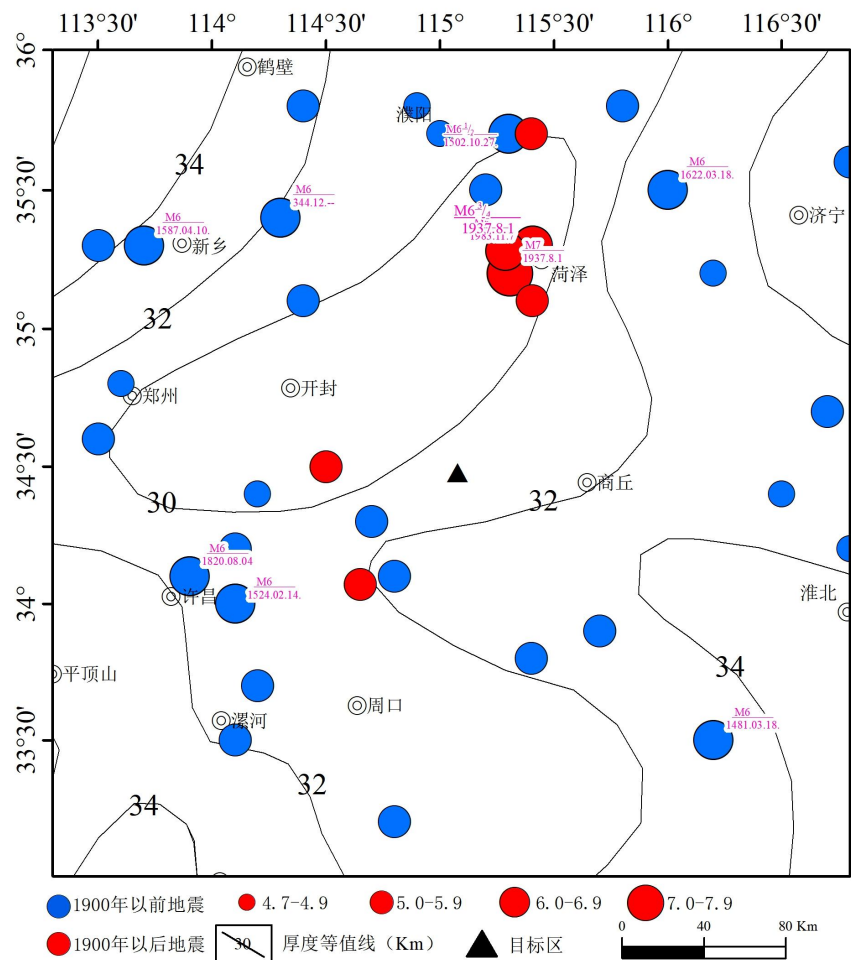 113°30' 114° 114°30' 115° 115°30' 116° 116°30'
36°
鹤壁
濮阳
M6 1/2
1502.10.27.
34
35°30'
M6
1622.03.18.
M6
344.12.--
M6
1587.04.10.
济宁
新乡
M6 3/4
1937.8.1
1983.11.7
M7
1937.8.1
菏泽
32
35°
郑州
开封
34°30'
30
32
商丘
M6
1820.08.04
许昌
M6
1524.02.14.
34°
淮北
34
平顶山
周口
漯河
M6
1481.03.18.
33°30'
32
34
1900年以前地震 4.7-4.9 5.0-5.9 6.0-6.9 7.0-7.9
1900年以后地震 30 厚度等值线（Km） 目标区
0 40 80 Km